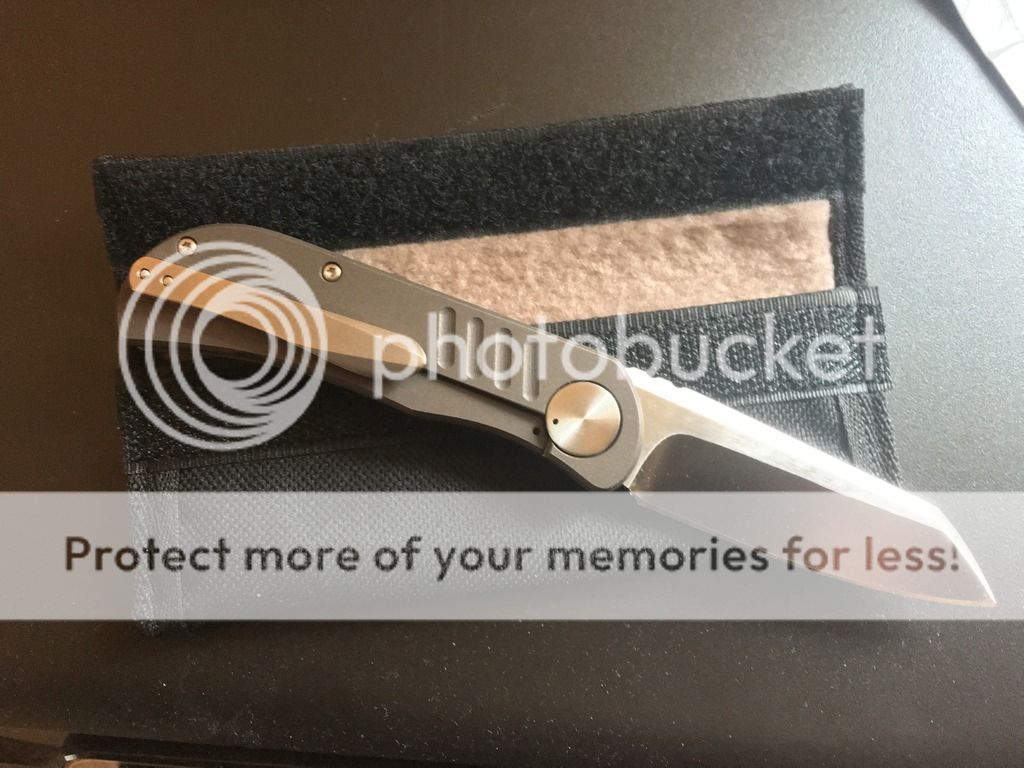 photobucket
Protect more of your memories for less!